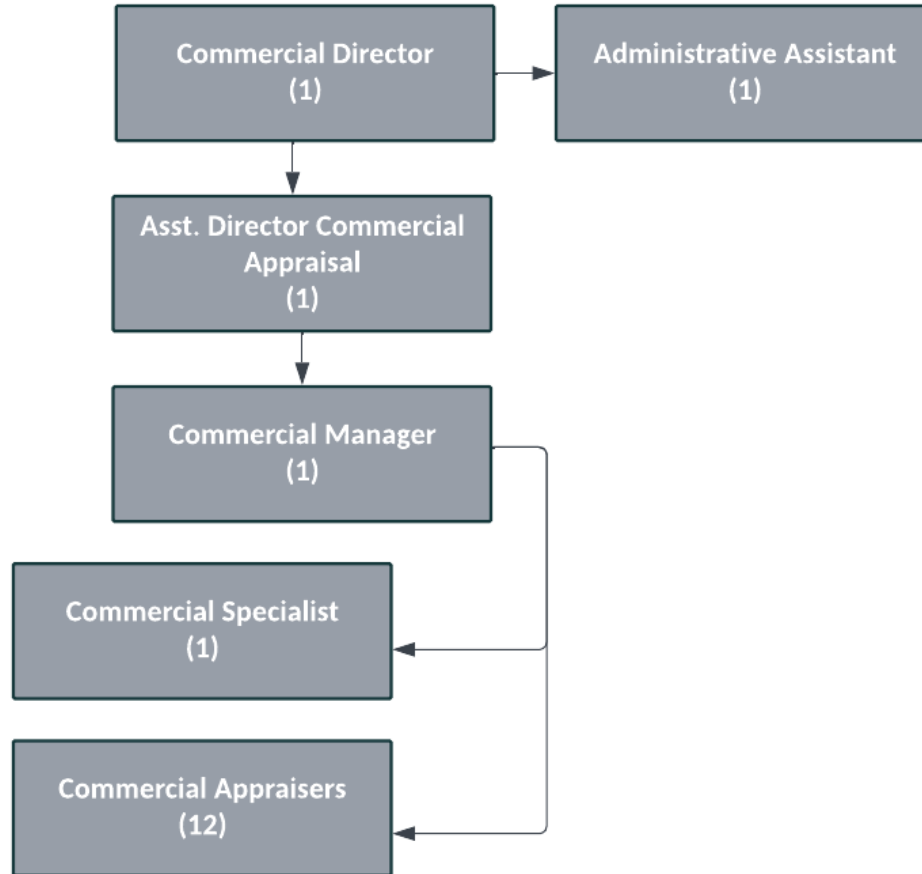 Commercial Director
(1)
Administrative Assistant
(1)
Asst. Director Commercial
Appraisal
(1)
Commercial Manager
(1)
Commercial Specialist
(1)
Commercial Appraisers
(12)